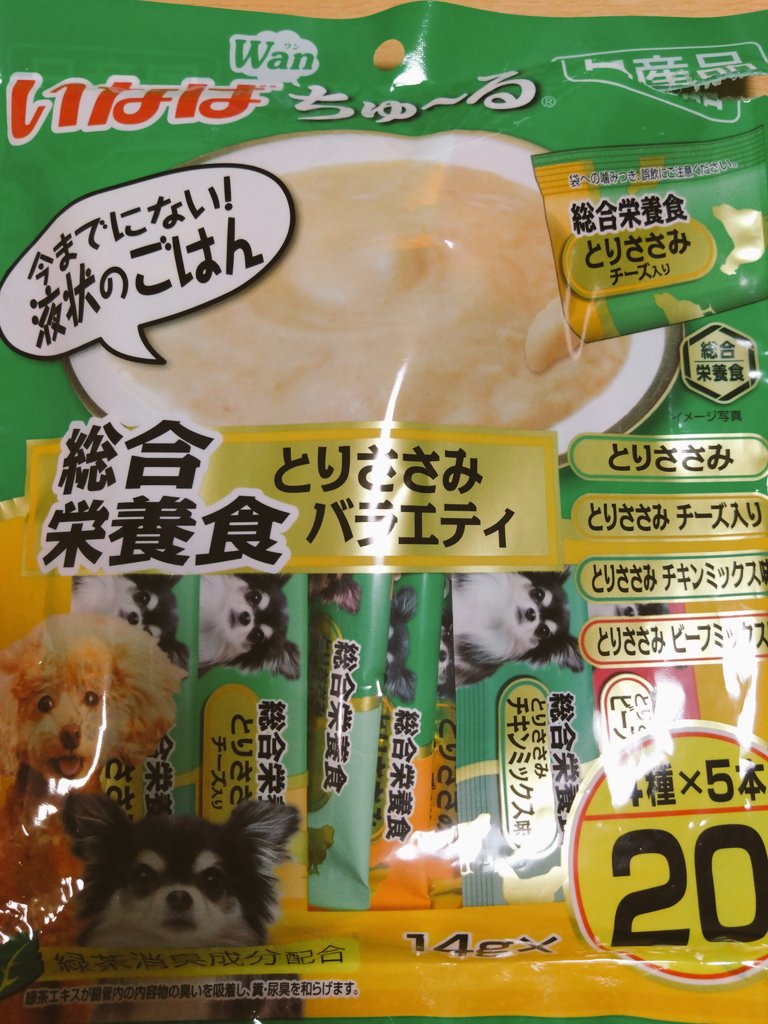 Wan
ワン
いなば ちゅ～る®
産品
今までにない!
液状のごはん
袋への噛みつき、誤飲にご注意ください。
総合栄養食
とりささみ
チーズ入り
総合
栄養食
イメージ写真
総合
栄養食
とりささみ
バラエティ
とりささみ
とりささみ チーズ入り
とりささみ チキンミックス味
とりささみ ビーフミックス
総合栄養食
とりささ
チーズ入り
総合栄養食
総合栄養食
総合栄養
とりささみ
チキンミックス味
4種×5本
20
14g×
緑茶消臭成分配合
緑茶エキスが腸管内の内容物の臭いを吸着し、糞・尿臭を和らげます。